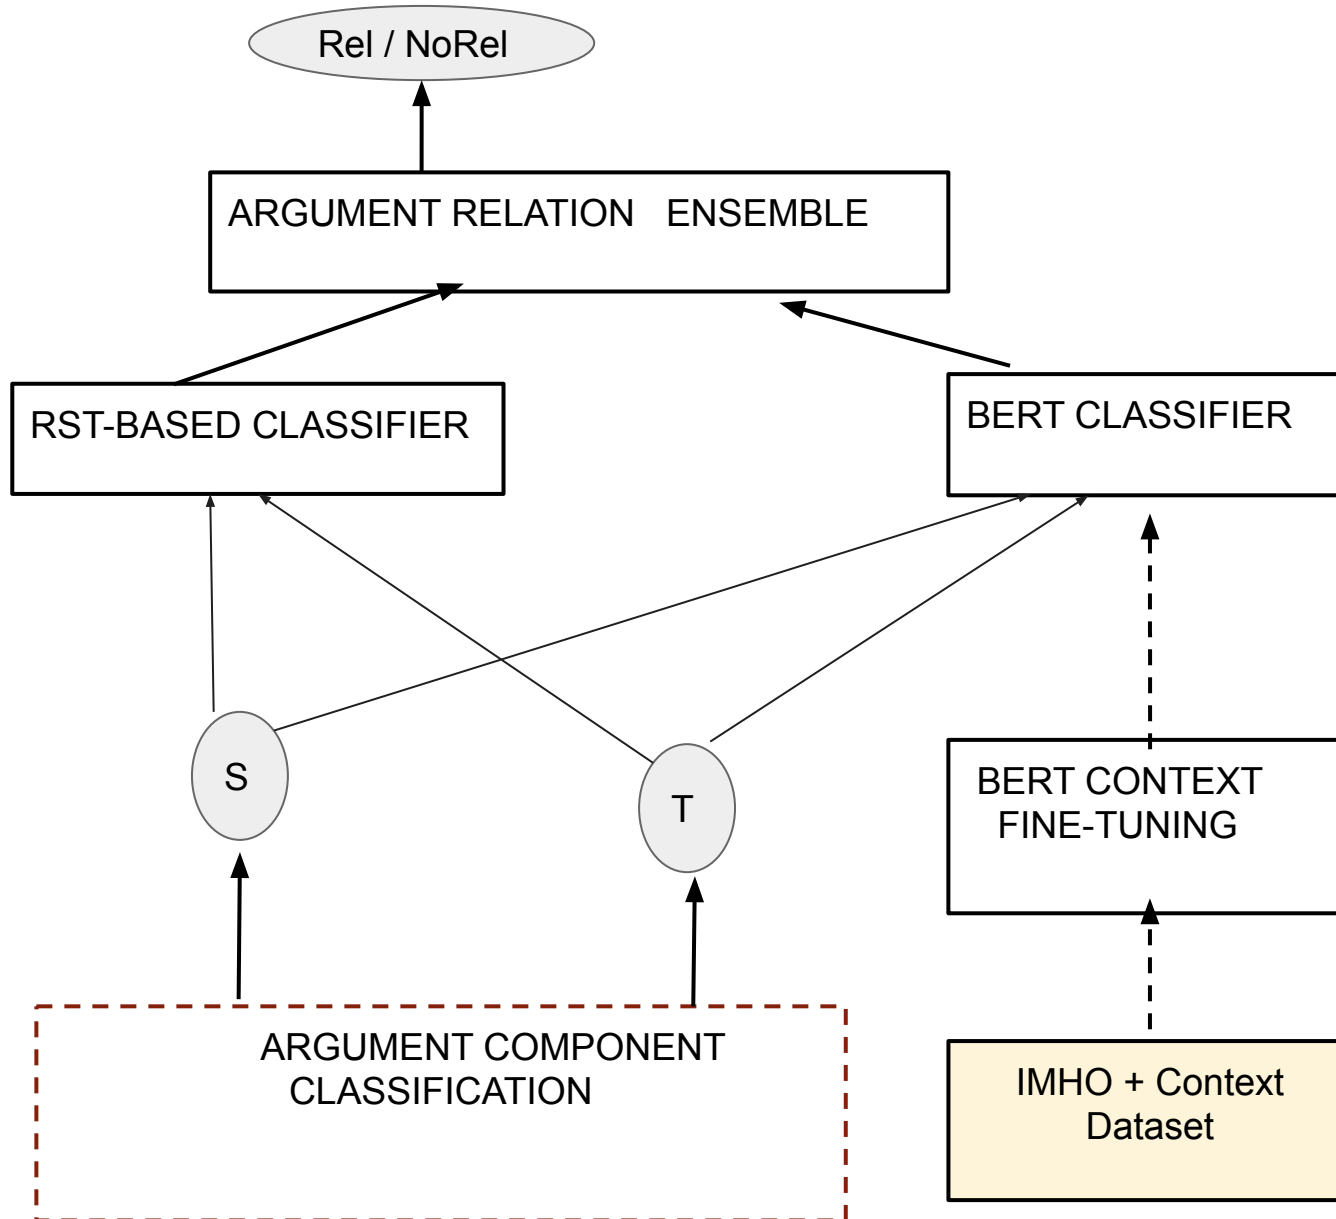 Rel / NoRel
ARGUMENT RELATION   ENSEMBLE
RST-BASED CLASSIFIER
BERT CLASSIFIER
S
T
BERT CONTEXT
FINE-TUNING
ARGUMENT COMPONENT
CLASSIFICATION
IMHO + Context
Dataset